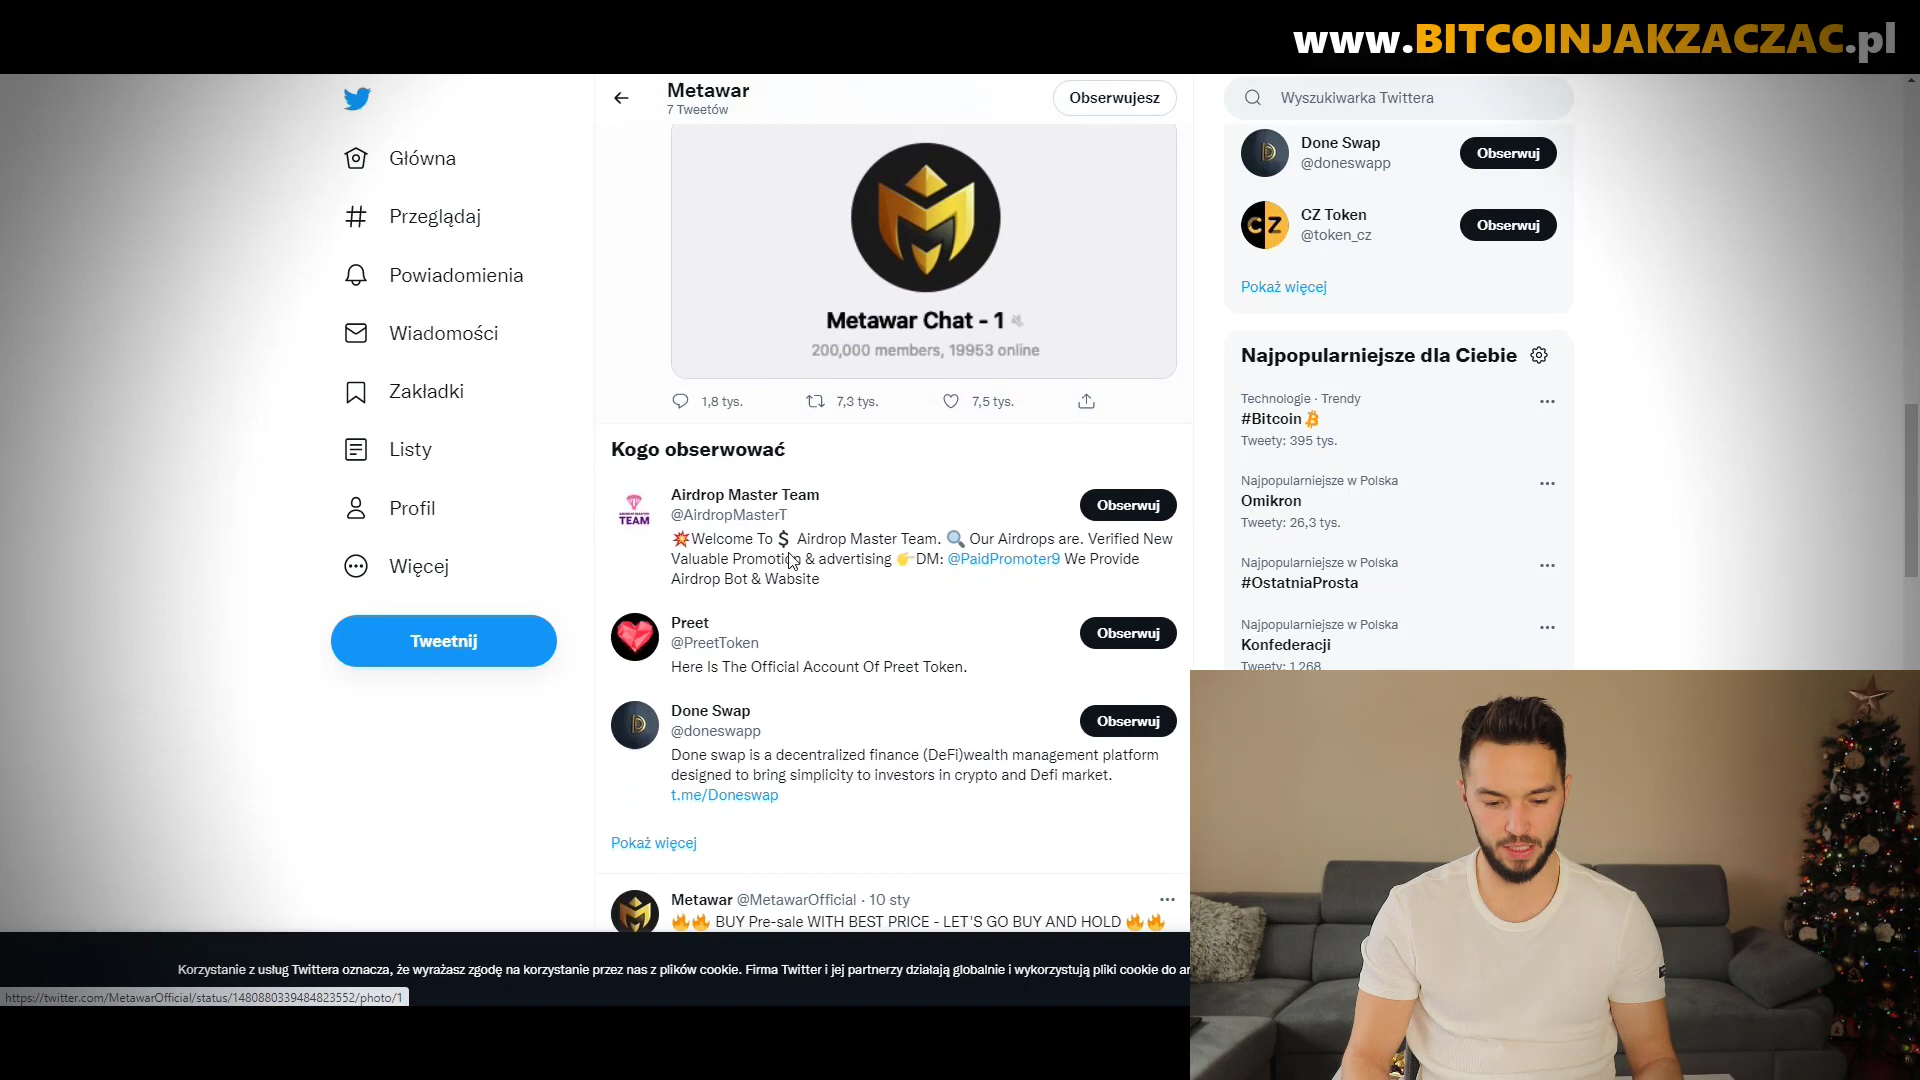 www.BITCOINJAKZACZAC.pl
Metawar
7 Tweetów
Obserwujesz
Wyszukiwarka Twittera
Główna
Przeglądaj
Powiadomienia
Wiadomości
Zakładki
Listy
Profil
Więcej
Tweetnij
Metawar Chat - 1
200,000 members, 19953 online
1,8 tys. 7,3 tys. 7,5 tys.
Kogo obserwować
Airdrop Master Team
@AirdropMasterT
Obserwuj
💥Welcome To $ Airdrop Master Team. 🔍 Our Airdrops are. Verified New
Valuable Promotion & advertising 👉DM: @PaidPromoter9 We Provide
Airdrop Bot & Wabsite
TEAM
Preet
@PreetToken
Obserwuj
Here Is The Official Account Of Preet Token.
Done Swap
@doneswapp
Obserwuj
Done swap is a decentralized finance (DeFi)wealth management platform
designed to bring simplicity to investors in crypto and Defi market.
t.me/Doneswap
Pokaż więcej
Metawar @MetawarOfficial · 10 sty
🔥🔥 BUY Pre-sale WITH BEST PRICE - LET'S GO BUY AND HOLD 🔥🔥
Done Swap
@doneswapp
Obserwuj
CZ
CZ Token
@token_cz
Obserwuj
Pokaż więcej
Najpopularniejsze dla Ciebie
Technologie · Trendy
#Bitcoin
Tweety: 395 tys.
Najpopularniejsze w Polska
Omikron
Tweety: 26,3 tys.
Najpopularniejsze w Polska
#OstatniaProsta
Najpopularniejsze w Polska
Konfederacji
Tweety: 1 268
Korzystanie z usług Twittera oznacza, że wyrażasz zgodę na korzystanie przez nas z plików cookie. Firma Twitter i jej partnerzy działają globalnie i wykorzystują pliki cookie do an
https://twitter.com/MetawarOfficial/status/1480880339484823552/photo/1